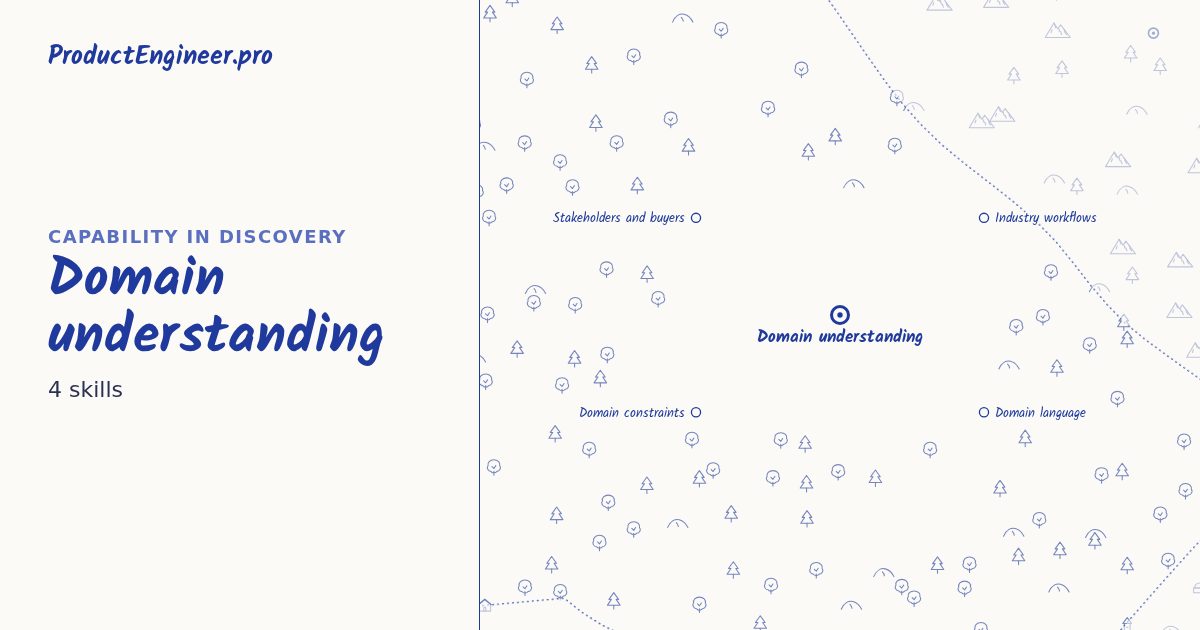 ProductEngineer.pro
CAPABILITY IN DISCOVERY
Domain
understanding
4 skills
Stakeholders and buyers
Industry workflows
Domain understanding
Domain constraints
Domain language